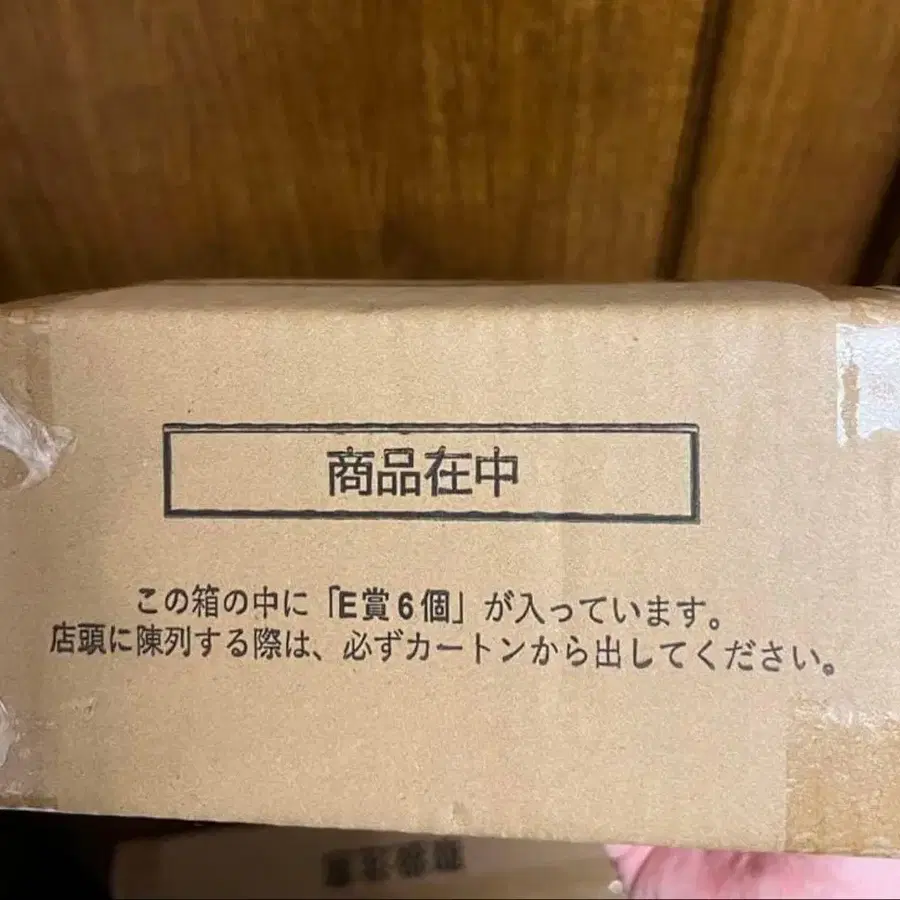 商品在中
この箱の中に「E賞6個」が入っています。
店頭に陳列する際は、必ずカートンから出してください。